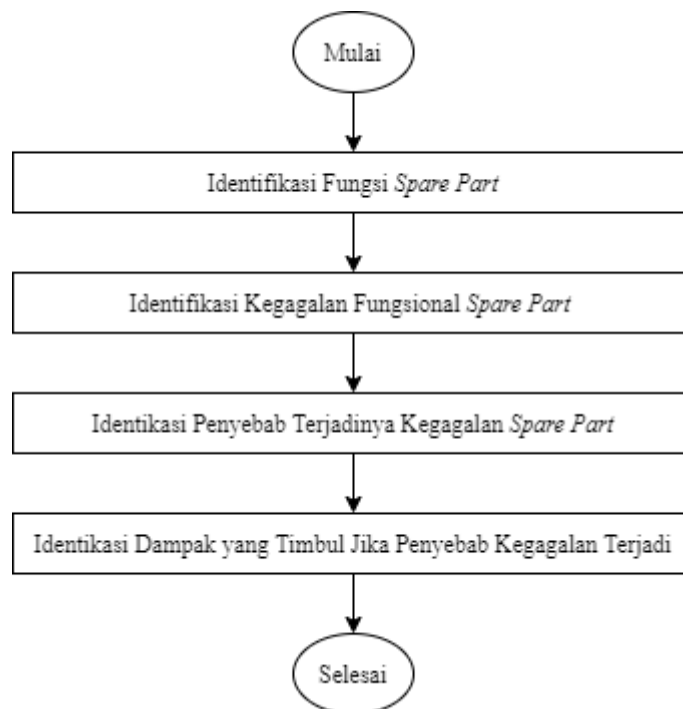 Mulai
Identifikasi Fungsi Spare Part
Identifikasi Kegagalan Fungsional Spare Part
Identikasi Penyebab Terjadinya Kegagalan Spare Part
Identikasi Dampak yang Timbul Jika Penyebab Kegagalan Terjadi
Selesai